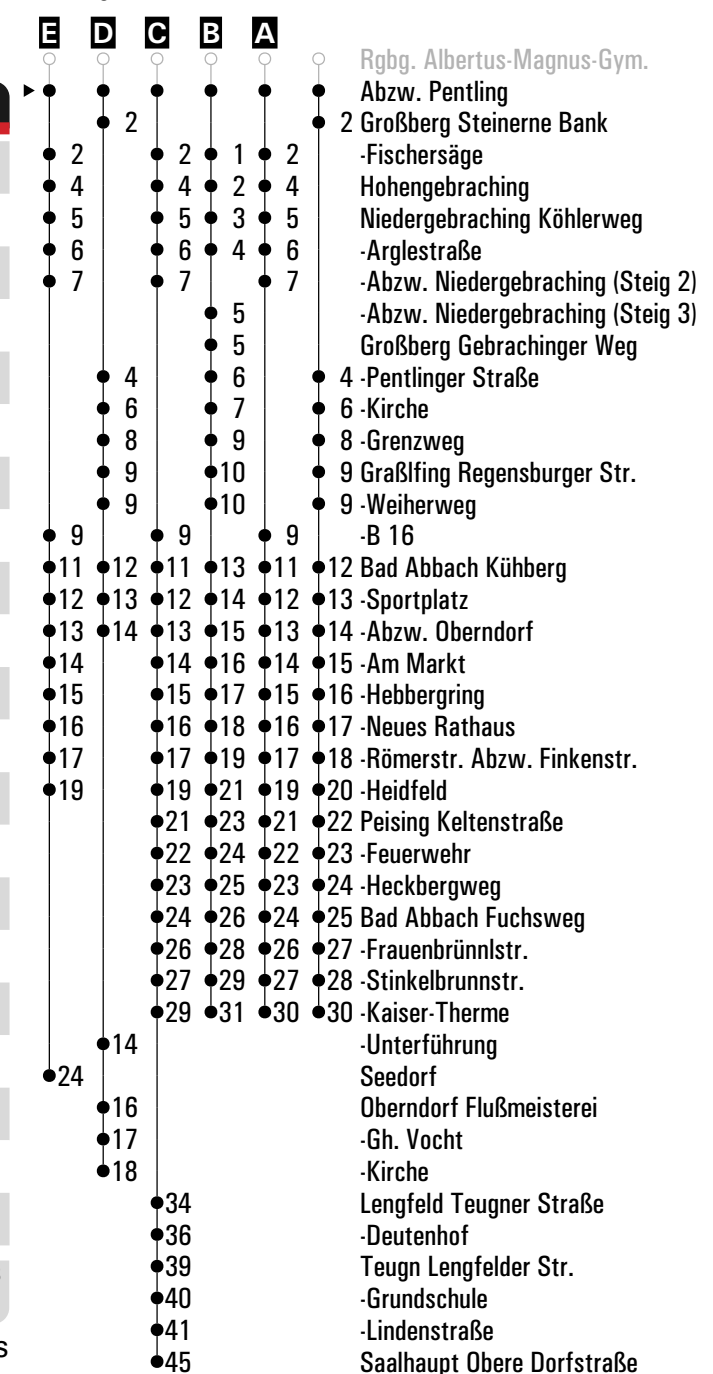 E D C B A
Rgbg. Albertus-Magnus-Gym.
Abzw. Pentling
2 2 Großberg Steinerne Bank
2 2 1 2 -Fischersäge
4 4 2 4 Hohengebraching
5 5 3 5 Niedergebraching Köhlerweg
6 6 4 6 -Arglestraße
7 7 7 -Abzw. Niedergebraching (Steig 2)
5 -Abzw. Niedergebraching (Steig 3)
5 Großberg Gebrachinger Weg
4 6 4 -Pentlinger Straße
6 7 6 -Kirche
8 9 8 -Grenzweg
9 10 9 Graßlfing Regensburger Str.
9 10 9 -Weiherweg
9 9 9 -B 16
11 12 11 13 11 12 Bad Abbach Kühberg
12 13 12 14 12 13 -Sportplatz
13 14 13 15 13 14 -Abzw. Oberndorf
14 14 16 14 15 -Am Markt
15 15 17 15 16 -Hebbergring
16 16 18 16 17 -Neues Rathaus
17 17 19 17 18 -Römerstr. Abzw. Finkenstr.
19 19 21 19 20 -Heidfeld
21 23 21 22 Peising Keltenstraße
22 24 22 23 -Feuerwehr
23 25 23 24 -Heckbergweg
24 26 24 25 Bad Abbach Fuchsweg
26 28 26 27 -Frauenbrünnlstr.
27 29 27 28 -Stinkelbrunnstr.
29 31 30 30 -Kaiser-Therme
14 -Unterführung
24 Seedorf
16 Oberndorf Flußmeisterei
17 -Gh. Vocht
18 -Kirche
34 Lengfeld Teugner Straße
36 -Deutenhof
39 Teugn Lengfelder Str.
40 -Grundschule
41 -Lindenstraße
s
45 Saalhaupt Obere Dorfstraße